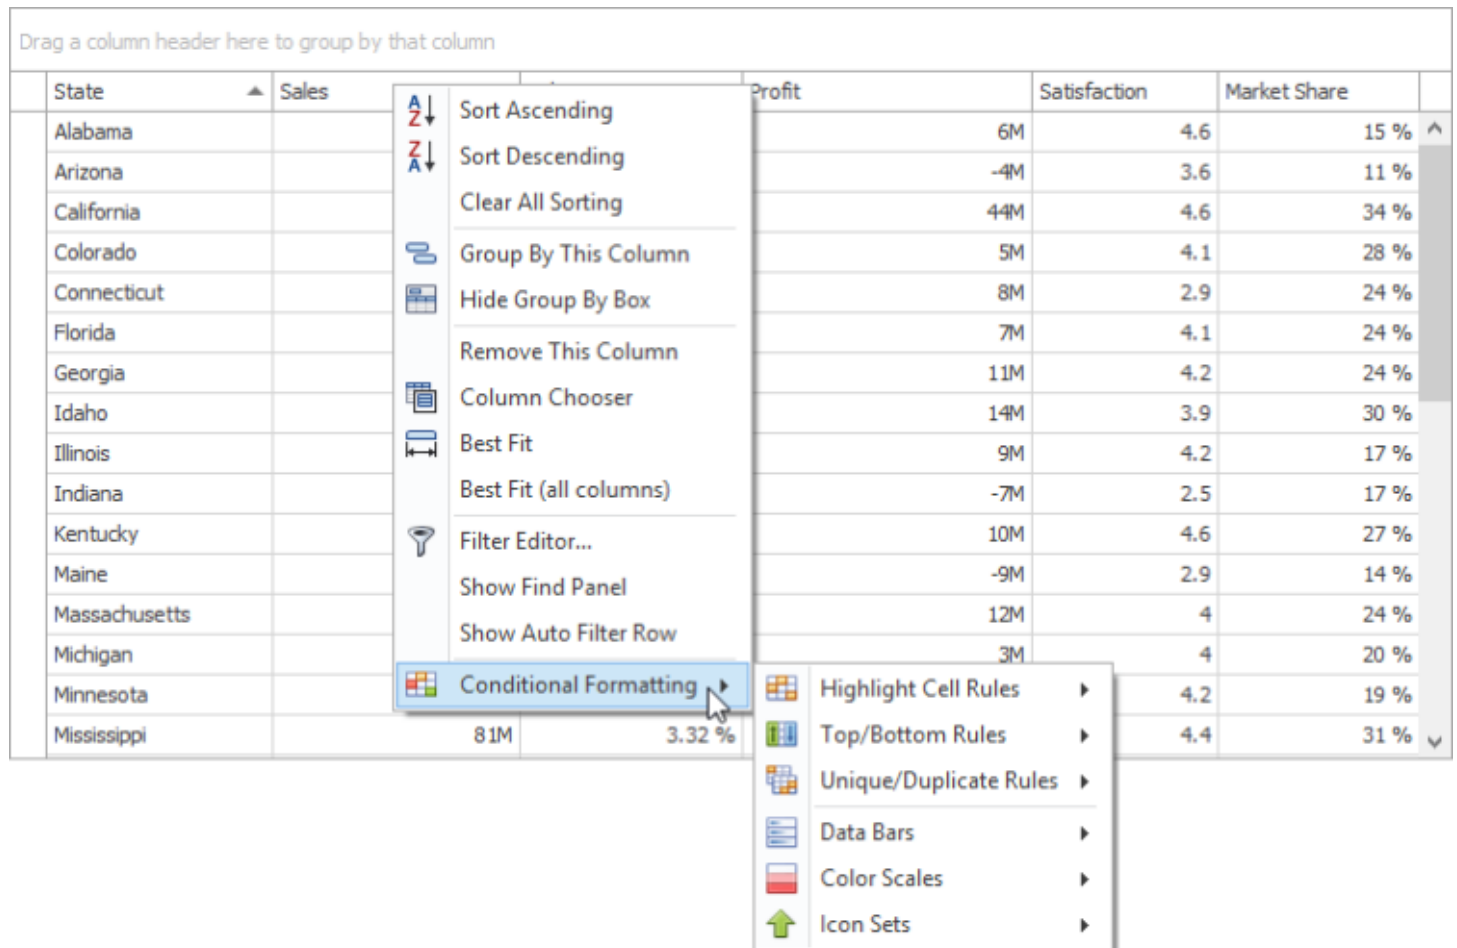 Drag a column header here to group by that column
State Sales Profit Satisfaction Market Share
Alabama 6M 4.6 15 %
Arizona -4M 3.6 11 %
California 44M 4.6 34 %
Colorado 5M 4.1 28 %
Connecticut 8M 2.9 24 %
Florida 7M 4.1 24 %
Georgia 11M 4.2 24 %
Idaho 14M 3.9 30 %
Illinois 9M 4.2 17 %
Indiana -7M 2.5 17 %
Kentucky 10M 4.6 27 %
Maine -9M 2.9 14 %
Massachusetts 12M 4 24 %
Michigan 3M 4 20 %
Minnesota 4.2 19 %
Mississippi 81M 3.32 % 4.4 31 %
Sort Ascending
Sort Descending
Clear All Sorting
Group By This Column
Hide Group By Box
Remove This Column
Column Chooser
Best Fit
Best Fit (all columns)
Filter Editor...
Show Find Panel
Show Auto Filter Row
Conditional Formatting
Highlight Cell Rules
Top/Bottom Rules
Unique/Duplicate Rules
Data Bars
Color Scales
Icon Sets